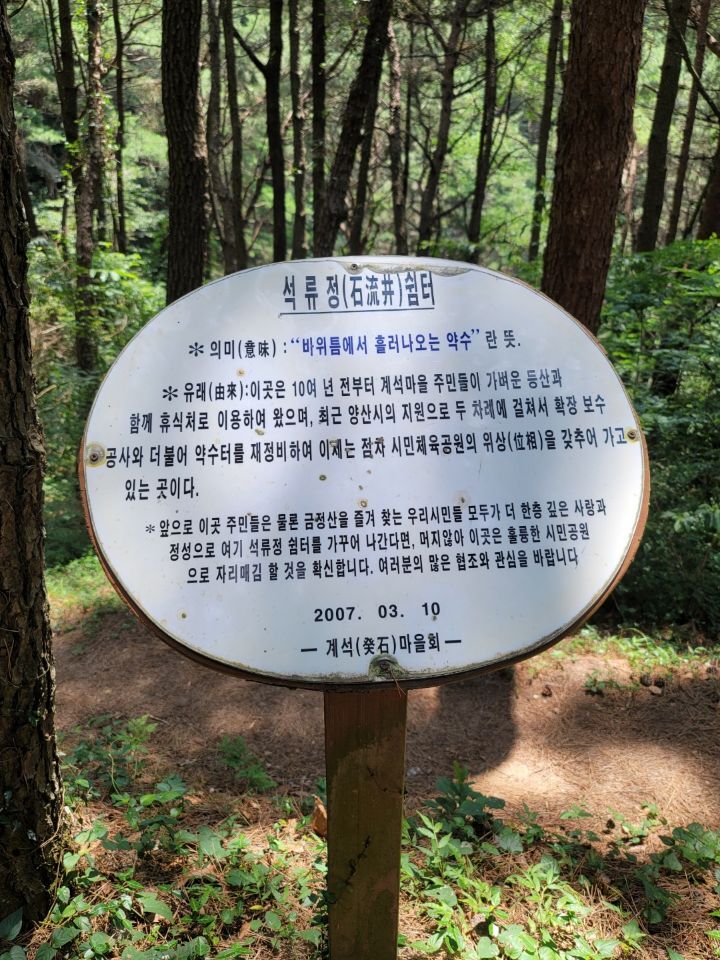 석류정(石流井)쉼터
※ 의미(意味) : “바위틈에서 흘러나오는 약수” 란 뜻.
※ 유래(由來):이곳은 10여 년 전부터 계석마을 주민들이 가벼운 등산과
함께 휴식처로 이용하여 왔으며, 최근 양산시의 지원으로 두 차례에 걸쳐서 확장 보수
공사와 더불어 약수터를 재정비하여 이제는 점차 시민체육공원의 위상(位相)을 갖추어 가고
있는 곳이다.
※ 앞으로 이곳 주민들은 물론 금정산을 즐겨 찾는 우리시민들 모두가 더 한층 깊은 사랑과
정성으로 여기 석류정 쉼터를 가꾸어 나간다면, 머지않아 이곳은 훌륭한 시민공원
으로 자리매김 할 것을 확신합니다. 여러분의 많은 협조와 관심을 바랍니다
2007. 03. 10
― 계석(癸石)마을회 ―